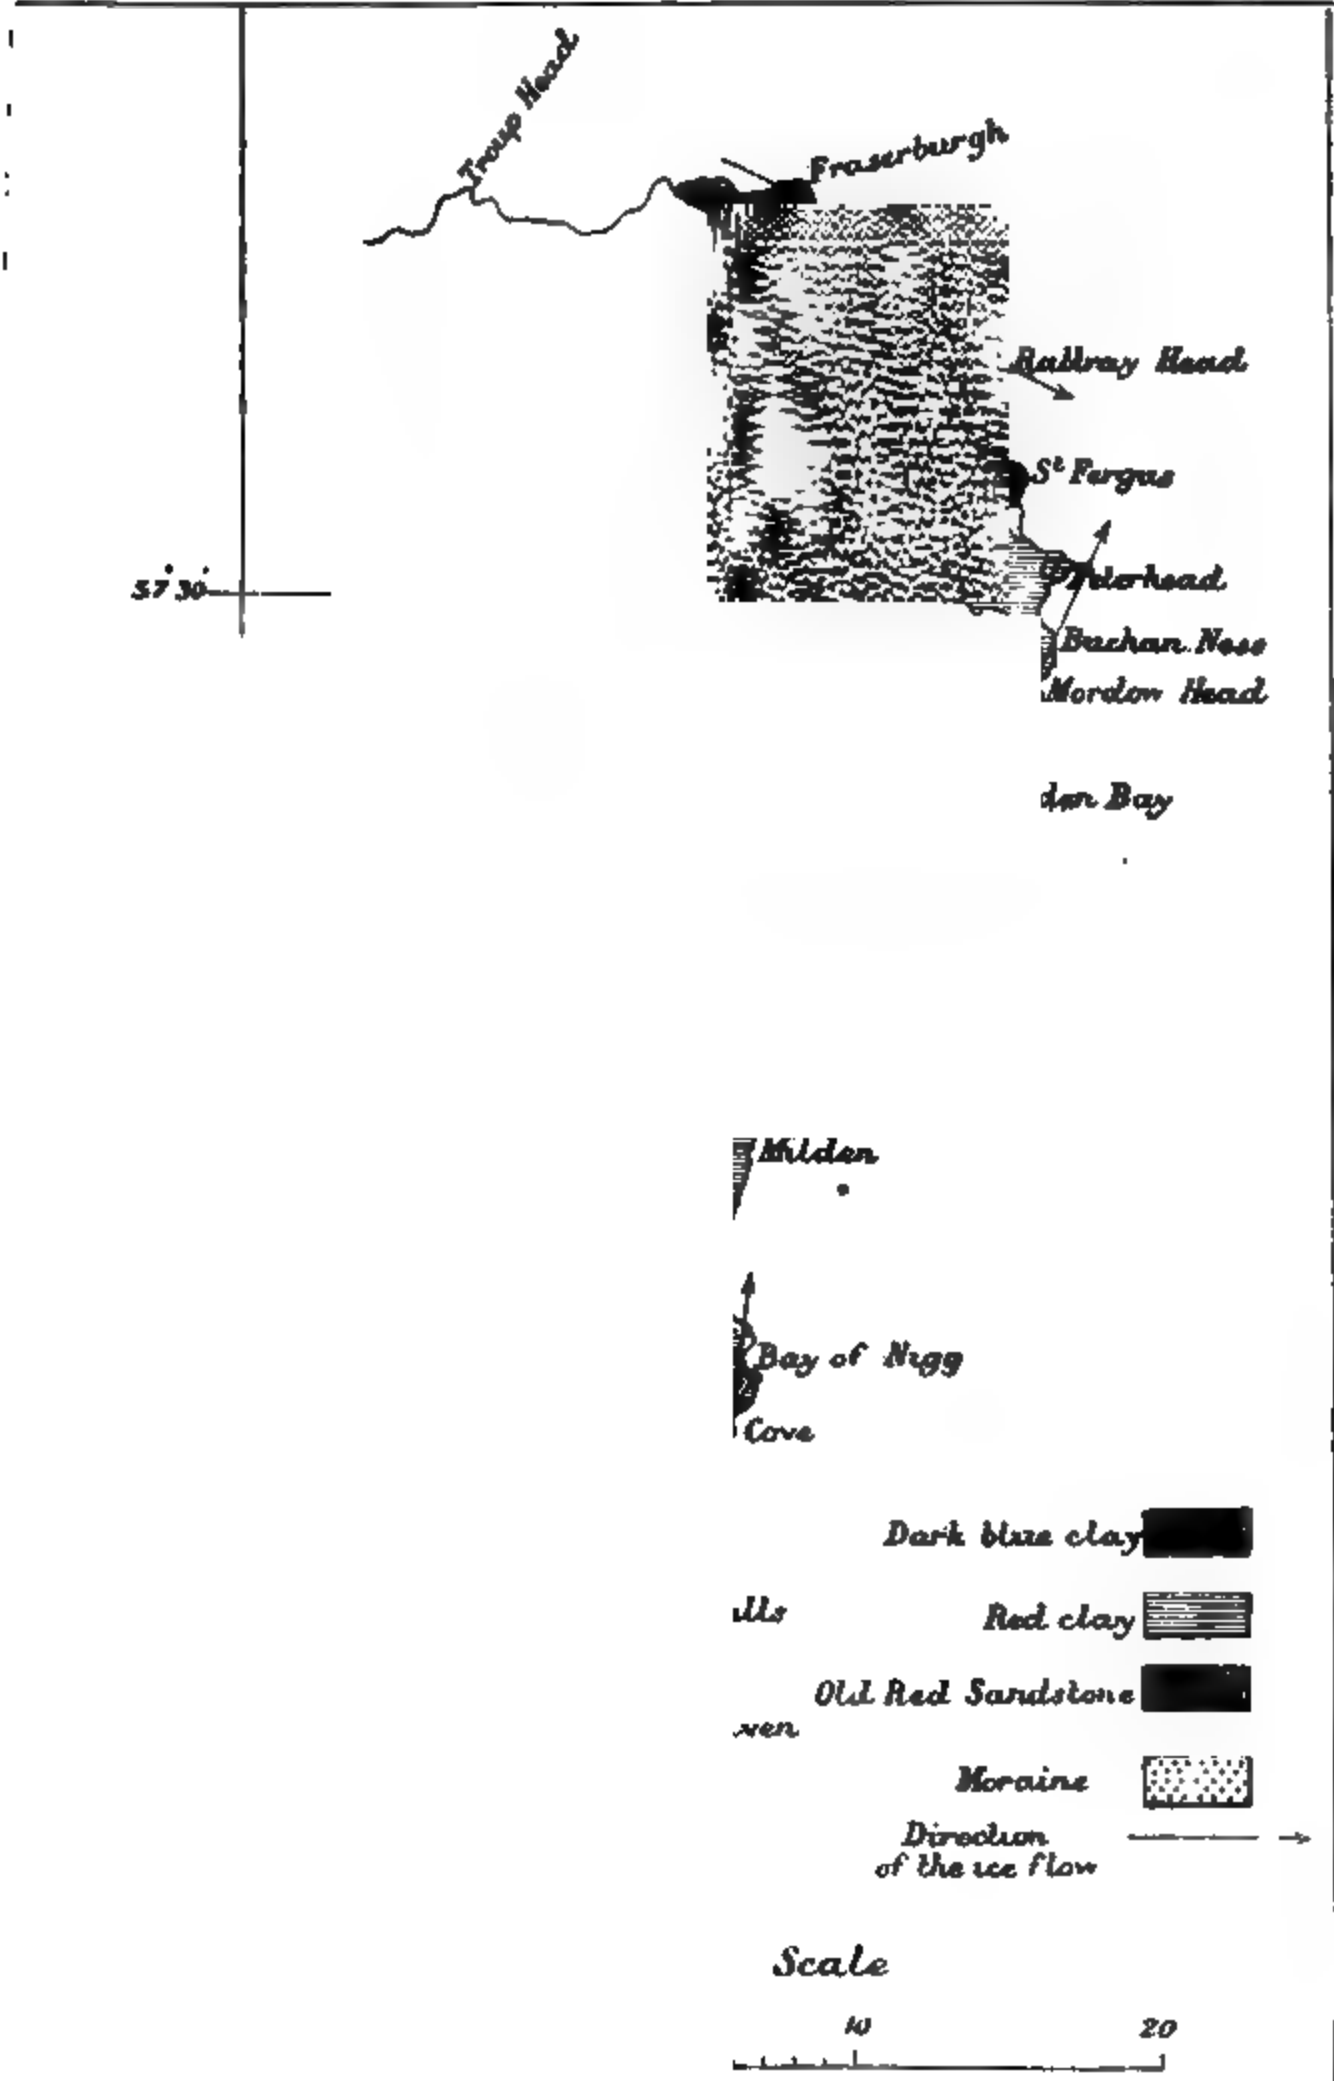 Troup Head
Fraserburgh
Rattray Head
St Fergus
57°30'
Peterhead
Buchan Ness
Mordow Head
den Bay
Milden
Bay of Nigg
Cove
Dark blue clay
ills
Red clay
Old Red Sandstone
ven
Moraine
Direction
of the ice flow
Scale
10 20